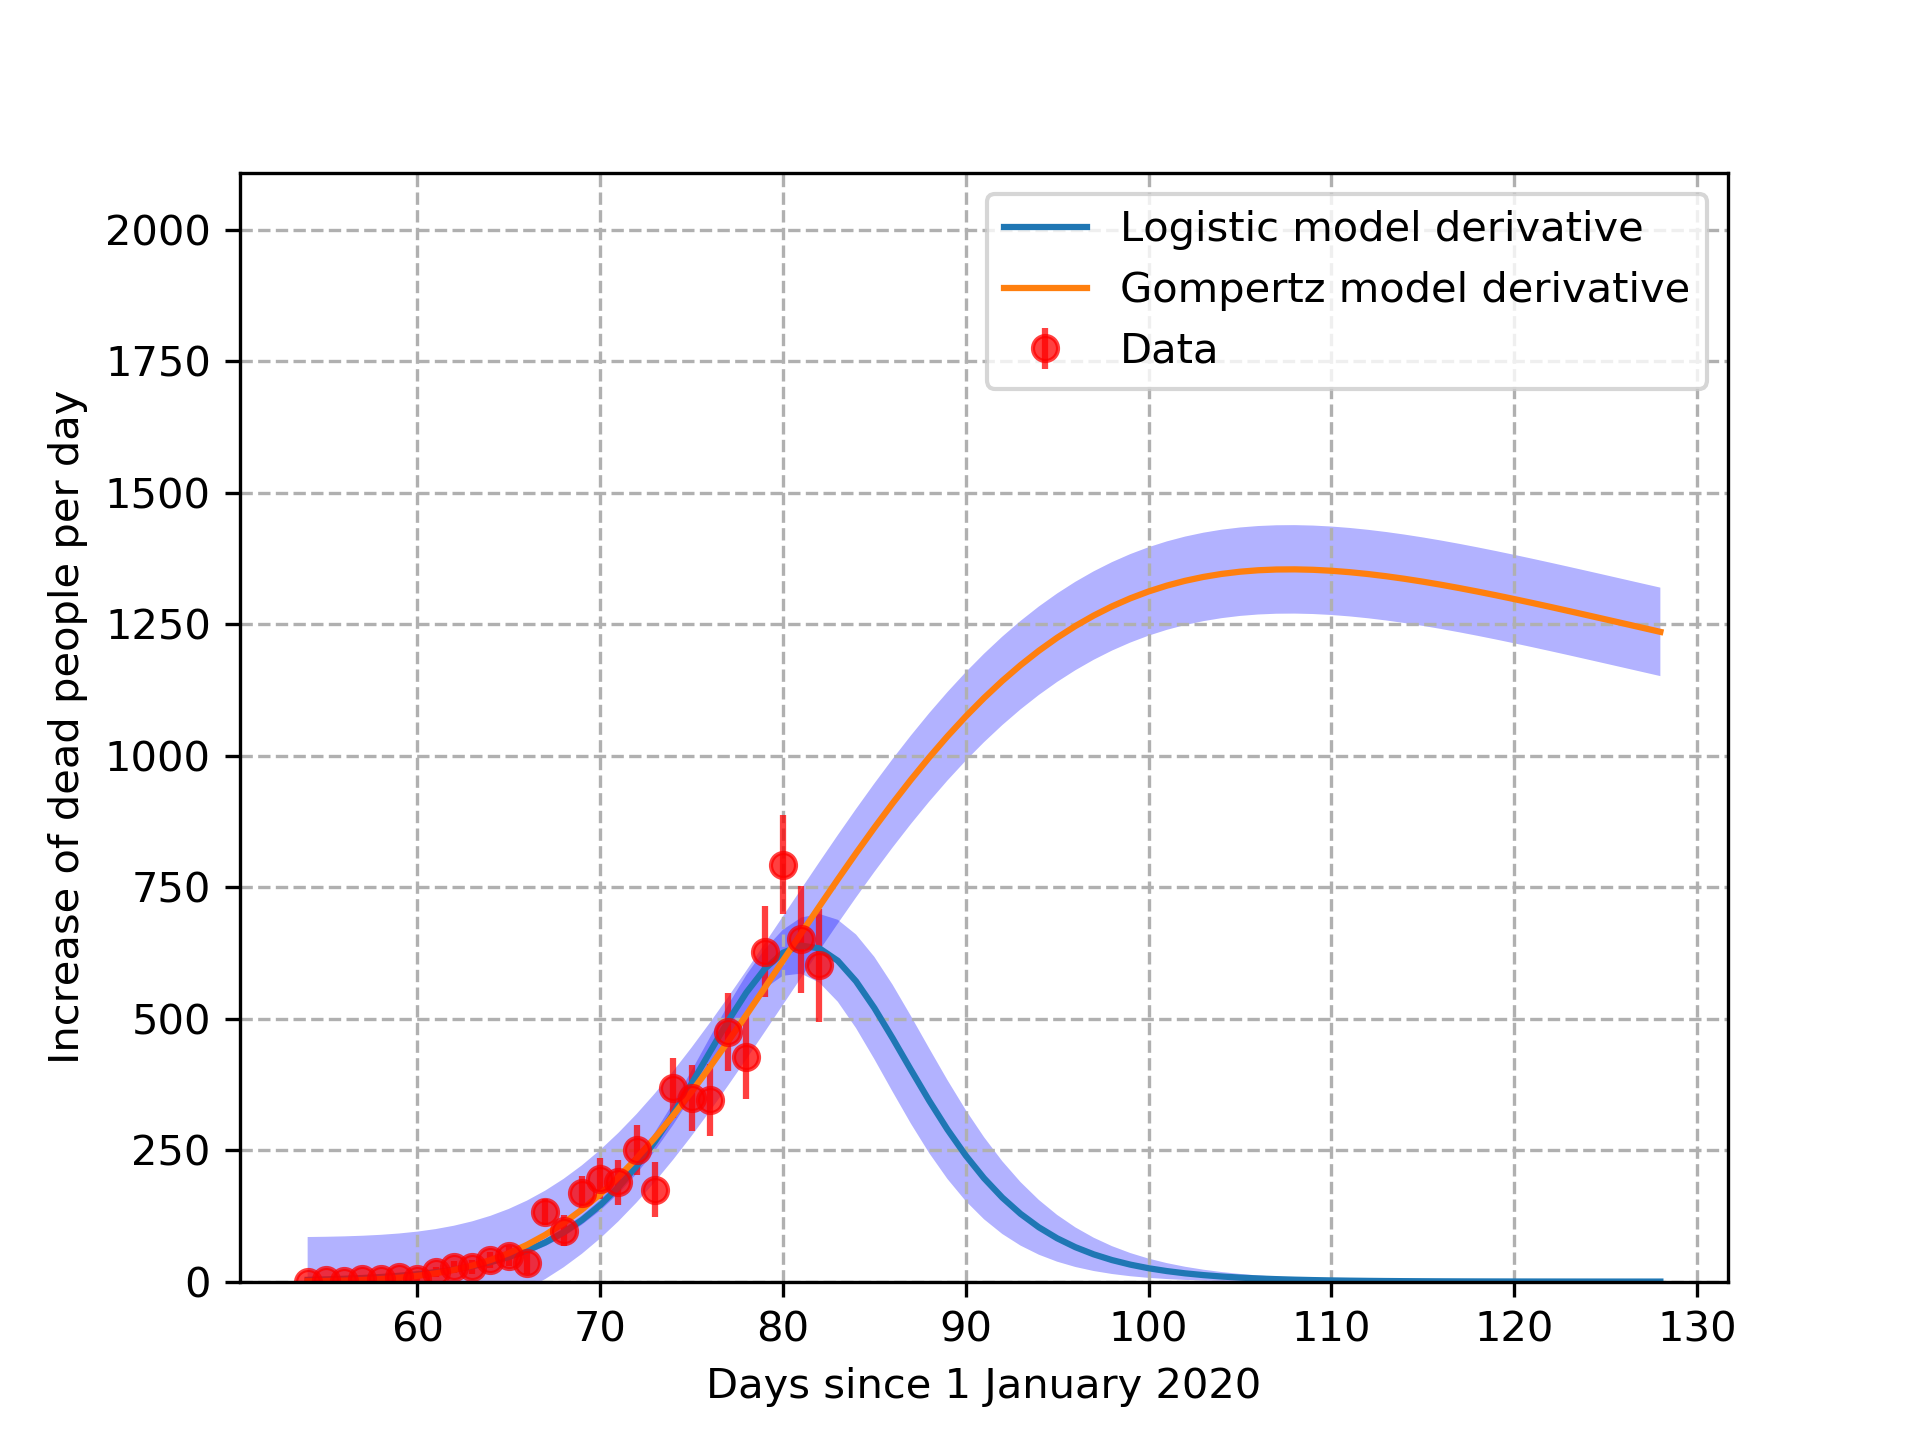 Logistic model derivative
Gompertz model derivative
Data
2000
1750
1500
1250
1000
750
500
250
0
Increase of dead people per day
60 70 80 90 100 110 120 130
Days since 1 January 2020